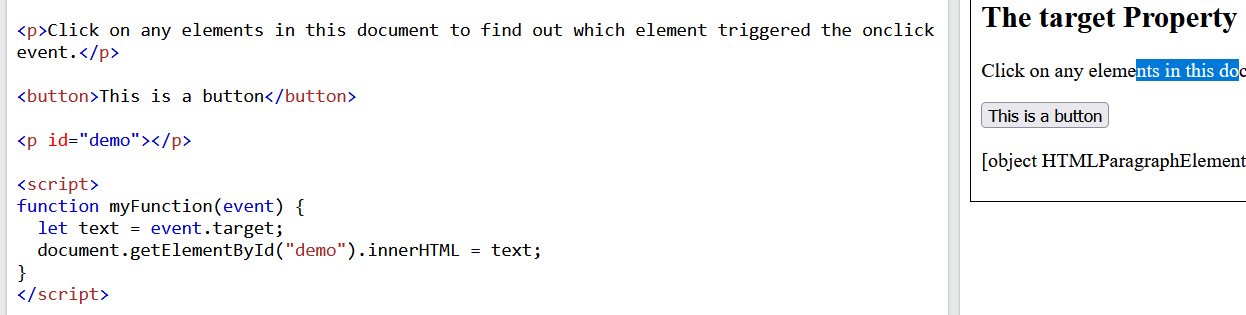 <p>Click on any elements in this document to find out which element triggered the onclick
event.</p>
<button>This is a button</button>
<p id="demo"></p>
<script>
function myFunction(event) {
  let text = event.target;
  document.getElementById("demo").innerHTML = text;
}
</script>
The target Property
Click on any elements in this doc
This is a button
[object HTMLParagraphElement